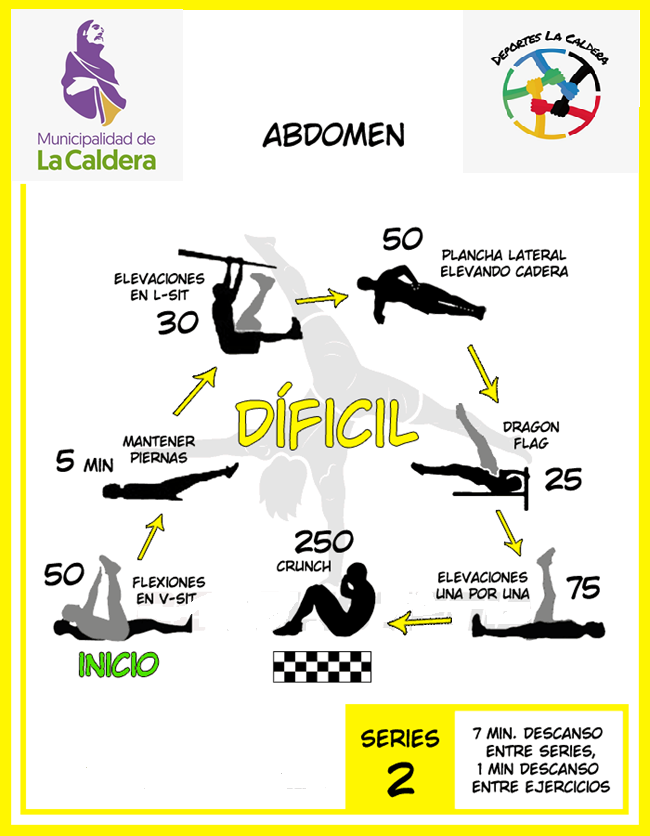 Municipalidad de
La Caldera
DEPORTES LA CALDERA
ABDOMEN
ELEVACIONES
EN L-SIT
30
50
PLANCHA LATERAL
ELEVANDO CADERA
DÍFICIL
MANTENER
PIERNAS
5 MIN
DRAGON
FLAG
25
50
FLEXIONES
EN V-SIT
INICIO
250
CRUNCH
ELEVACIONES
UNA POR UNA
75
SERIES
2
7 MIN. DESCANSO
ENTRE SERIES,
1 MIN DESCANSO
ENTRE EJERCICIOS